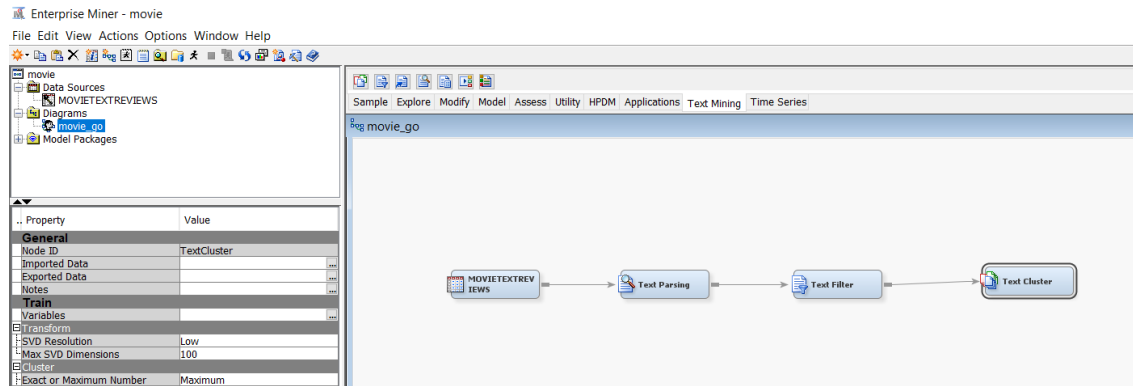 Enterprise Miner - movie
File Edit View Actions Options Window Help
movie
Data Sources
MOVIETEXTREVIEWS
Diagrams
movie_go
Model Packages
Sample Explore Modify Model Assess Utility HPDM Applications Text Mining Time Series
movie_go
.. Property Value
General
Node ID TextCluster
Imported Data ...
Exported Data ...
Notes ...
Train
Variables ...
Transform
SVD Resolution Low
Max SVD Dimensions 100
Cluster
Exact or Maximum Number Maximum
MOVIETEXTREV
IEWS
Text Parsing
Text Filter
Text Cluster